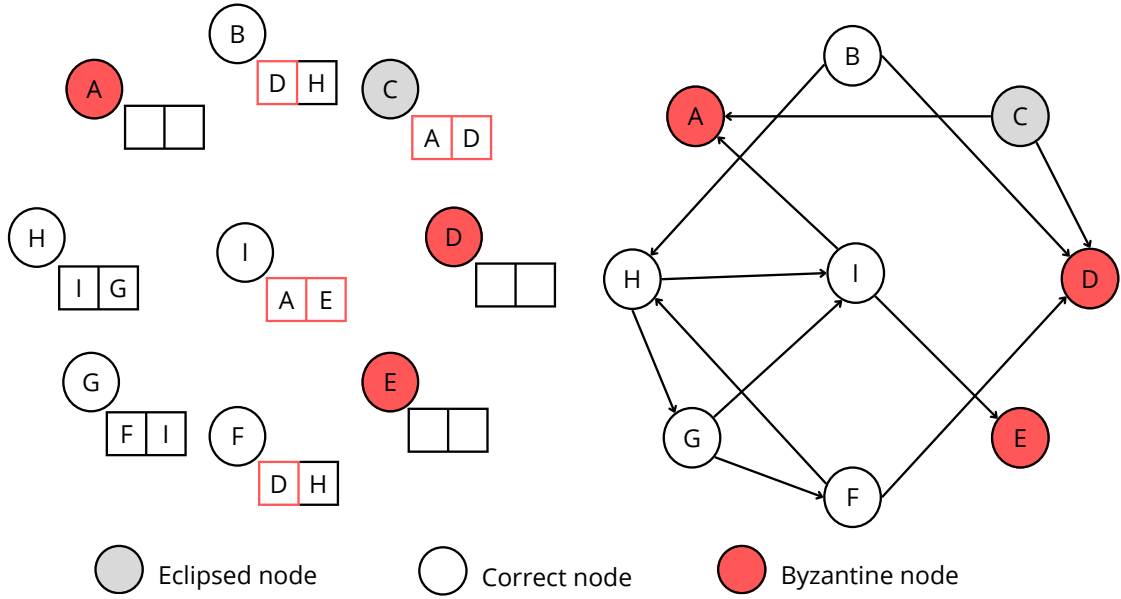 B
D H
A
C
A D
H
I G
I
A E
D
G
F I
F
D H
E
B
A
C
H
I
D
G
E
F
Eclipsed node
Correct node
Byzantine node